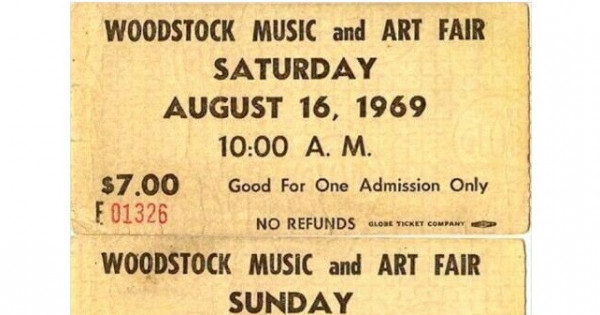 WOODSTOCK MUSIC and ART FAIR
SATURDAY
AUGUST 16, 1969
10:00 A. M.
$7.00 Good For One Admission Only
F 01326
NO REFUNDS GLOBE TICKET COMPANY
WOODSTOCK MUSIC and ART FAIR
SUNDAY